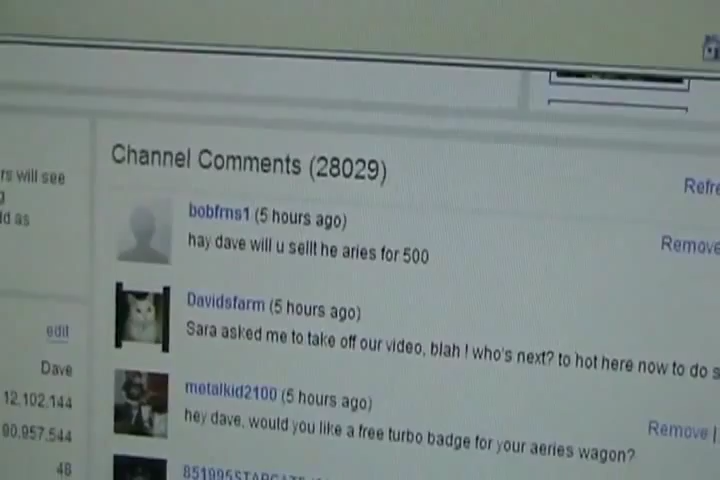 Channel Comments (28029)
Refre
rs will see
g
ld as
bobfrns1 (5 hours ago)
Remove
hay dave will u sellt he aries for 500
Davidsfarm (5 hours ago)
Sara asked me to take off our video, blah ! who's next? to hot here now to do s
edit
Dave
12,102,144
90,957,544
48
metalkid2100 (5 hours ago)
Remove |
hey dave, would you like a free turbo badge for your aeries wagon?